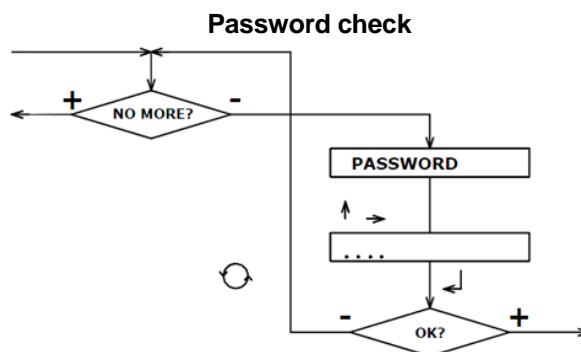 Password check
+
NO MORE?
-
PASSWORD
....
-
OK?
+